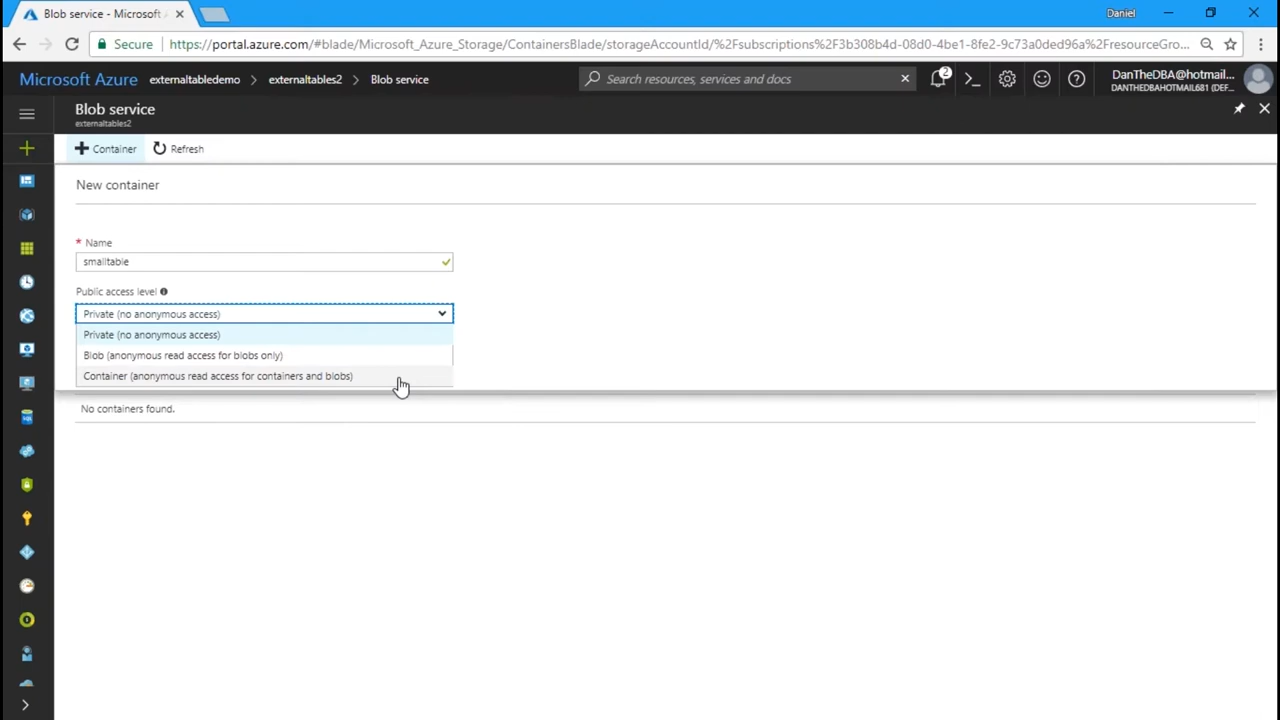 Blob service - Microsoft A
Daniel
Secure
https://portal.azure.com/#blade/Microsoft_Azure_Storage/ContainersBlade/storageAccountId/%2Fsubscriptions%2F3b308b4d-08d0-4be1-8fe2-9c73a0ded96a%2FresourceGro...
Microsoft Azure externaltabledemo > externaltables2 > Blob service
Search resources, services and docs
2
DanTheDBA@hotmail...
DANTHEDBAHOTMAIL681 (DEF...
Blob service
externaltables2
Container
Refresh
New container
* Name
smalltable
Public access level
Private (no anonymous access)
Private (no anonymous access)
Blob (anonymous read access for blobs only)
Container (anonymous read access for containers and blobs)
No containers found.
SQL